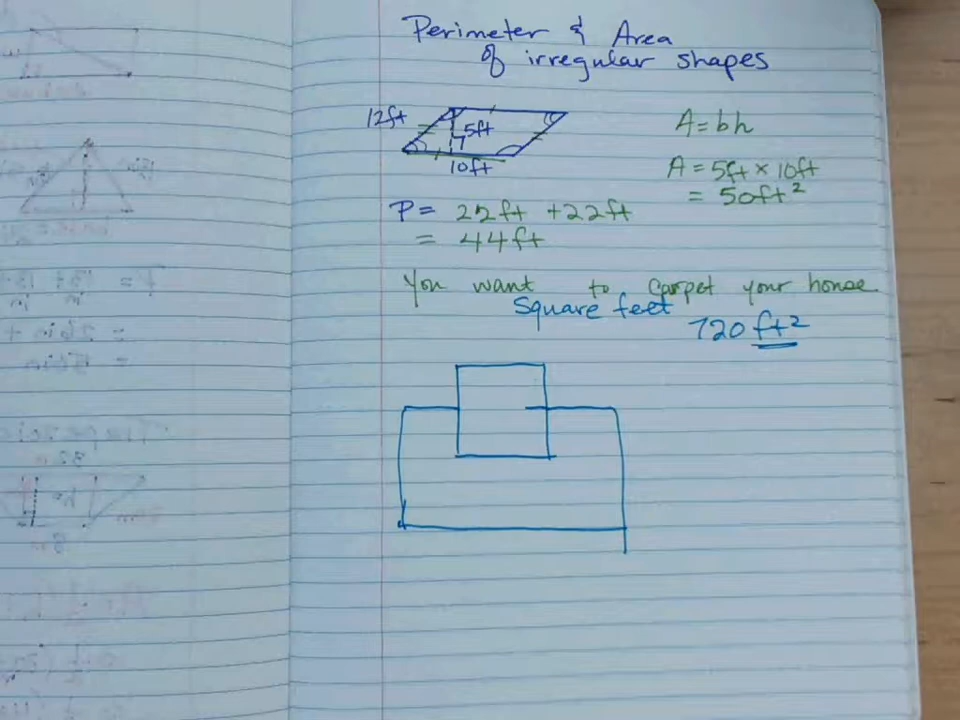 Perimeter & Area
of irregular shapes
12ft
5ft
10ft
A = bh
A = 5ft × 10ft
= 50ft²
P = 22ft + 22ft
= 44ft
You want to carpet your house
Square feet
720 ft²